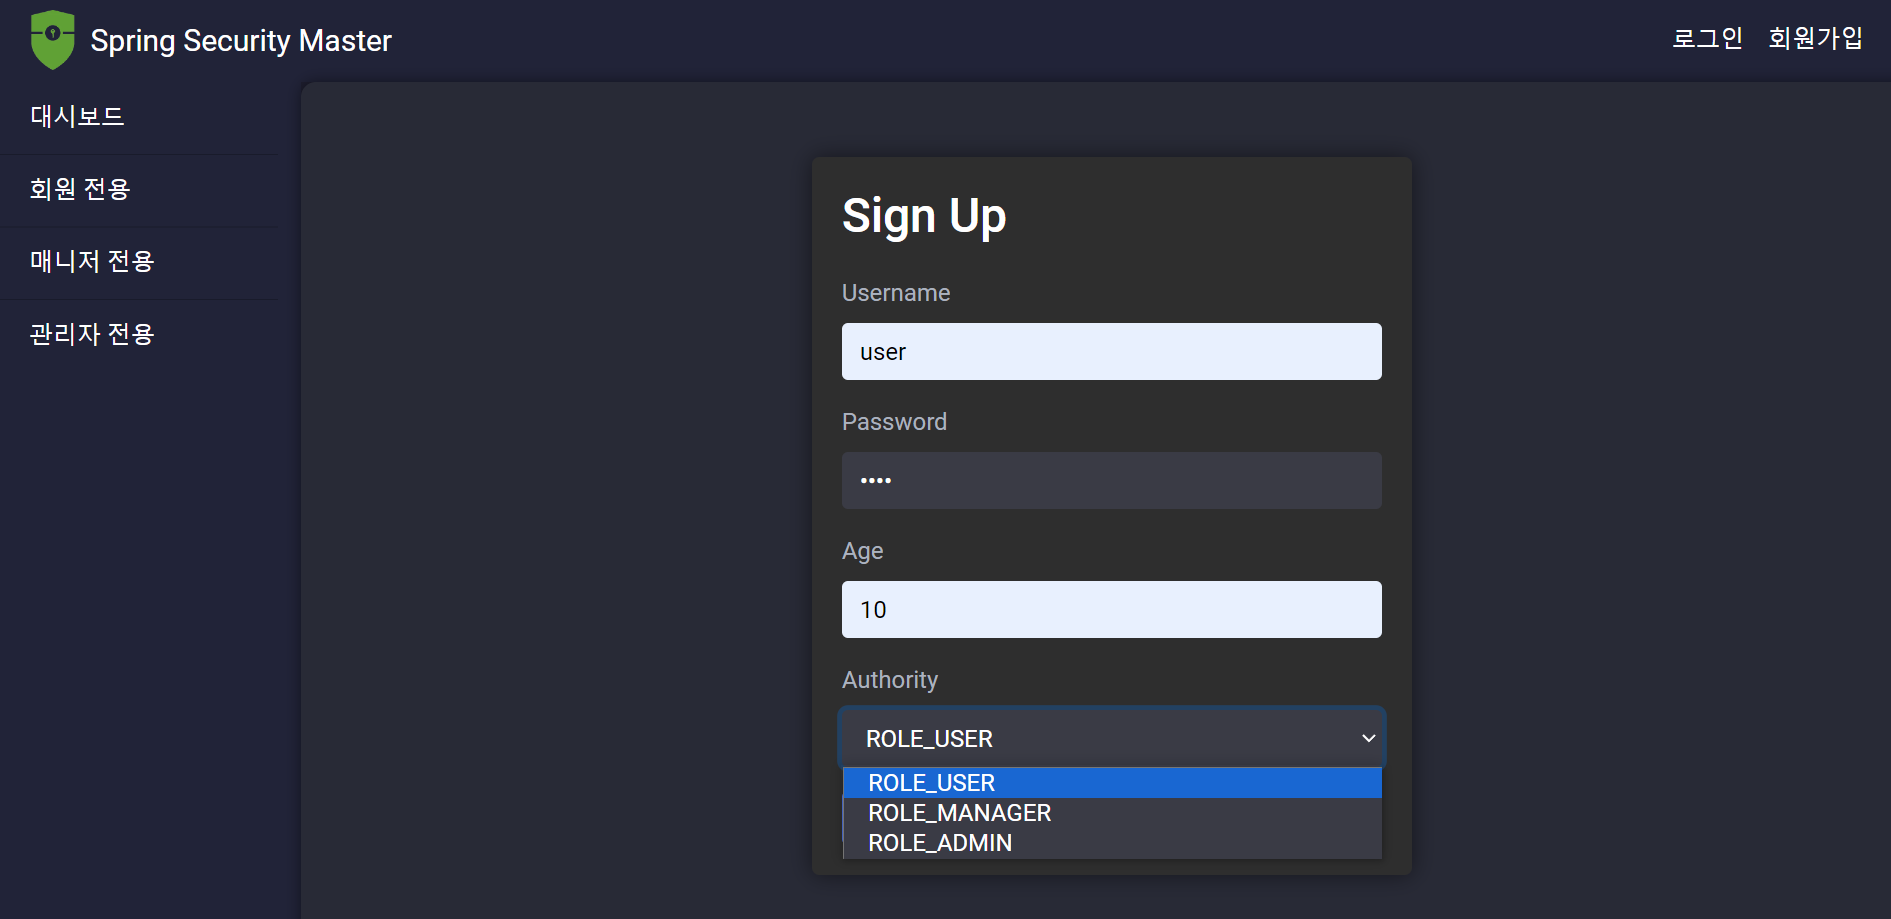 Spring Security Master
로그인 회원가입
대시보드
회원 전용
매니저 전용
관리자 전용
Sign Up
Username
user
Password
••••
Age
10
Authority
ROLE_USER
ROLE_USER
ROLE_MANAGER
ROLE_ADMIN